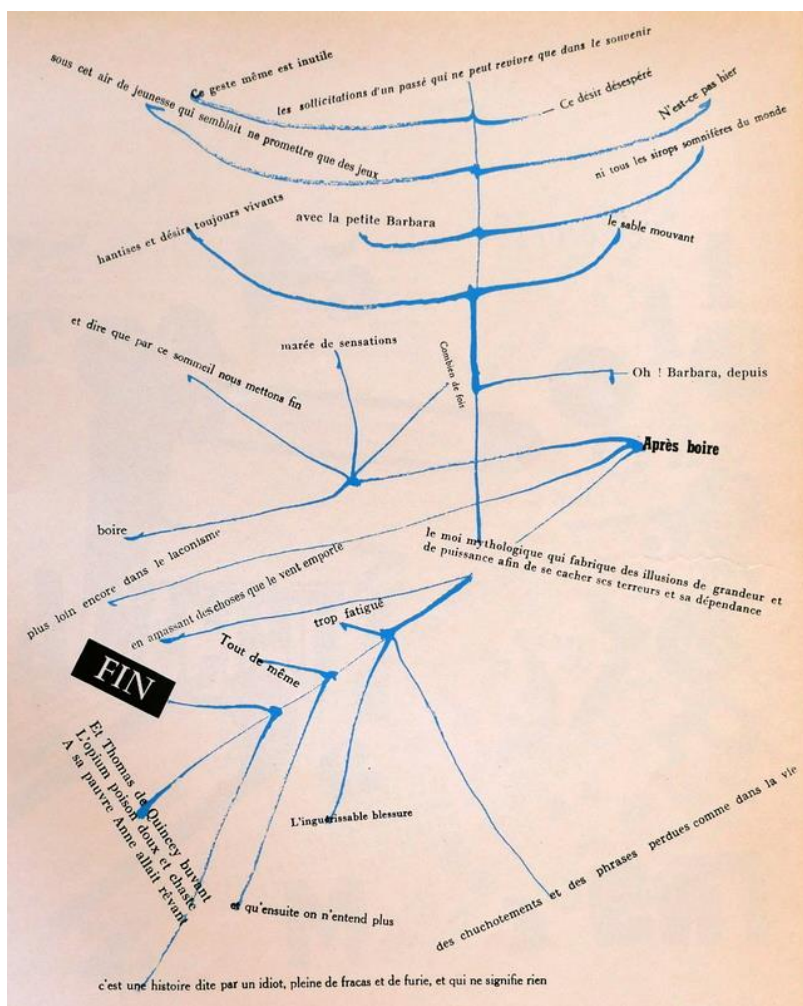 Ce geste même est inutile
sous cet air de jeunesse qui semblait ne promettre que des jeux
les sollicitations d'un passé qui ne peut revivre que dans le souvenir
Ce désir désespéré
N'est-ce pas hier
ni tous les sirops somnifères du monde
hantises et désirs toujours vivants
avec la petite Barbara
le sable mouvant
et dire que par ce sommeil nous mettons fin
marée de sensations
Combien de fois
Oh ! Barbara, depuis
Après boire
boire
plus loin encore dans le laconisme
le moi mythologique qui fabrique des illusions de grandeur et
de puissance afin de se cacher ses terreurs et sa dépendance
en amassant des choses que le vent emporte
trop fatigué
Tout de même
FIN
Et Thomas de Quincey buvant
L'opium poison doux et chaste
A sa pauvre Anne allait rêvant
L'inguérissable blessure
des chuchotements et des phrases perdues comme dans la vie
et qu'ensuite on n'entend plus
c'est une histoire dite par un idiot, pleine de fracas et de furie, et qui ne signifie rien